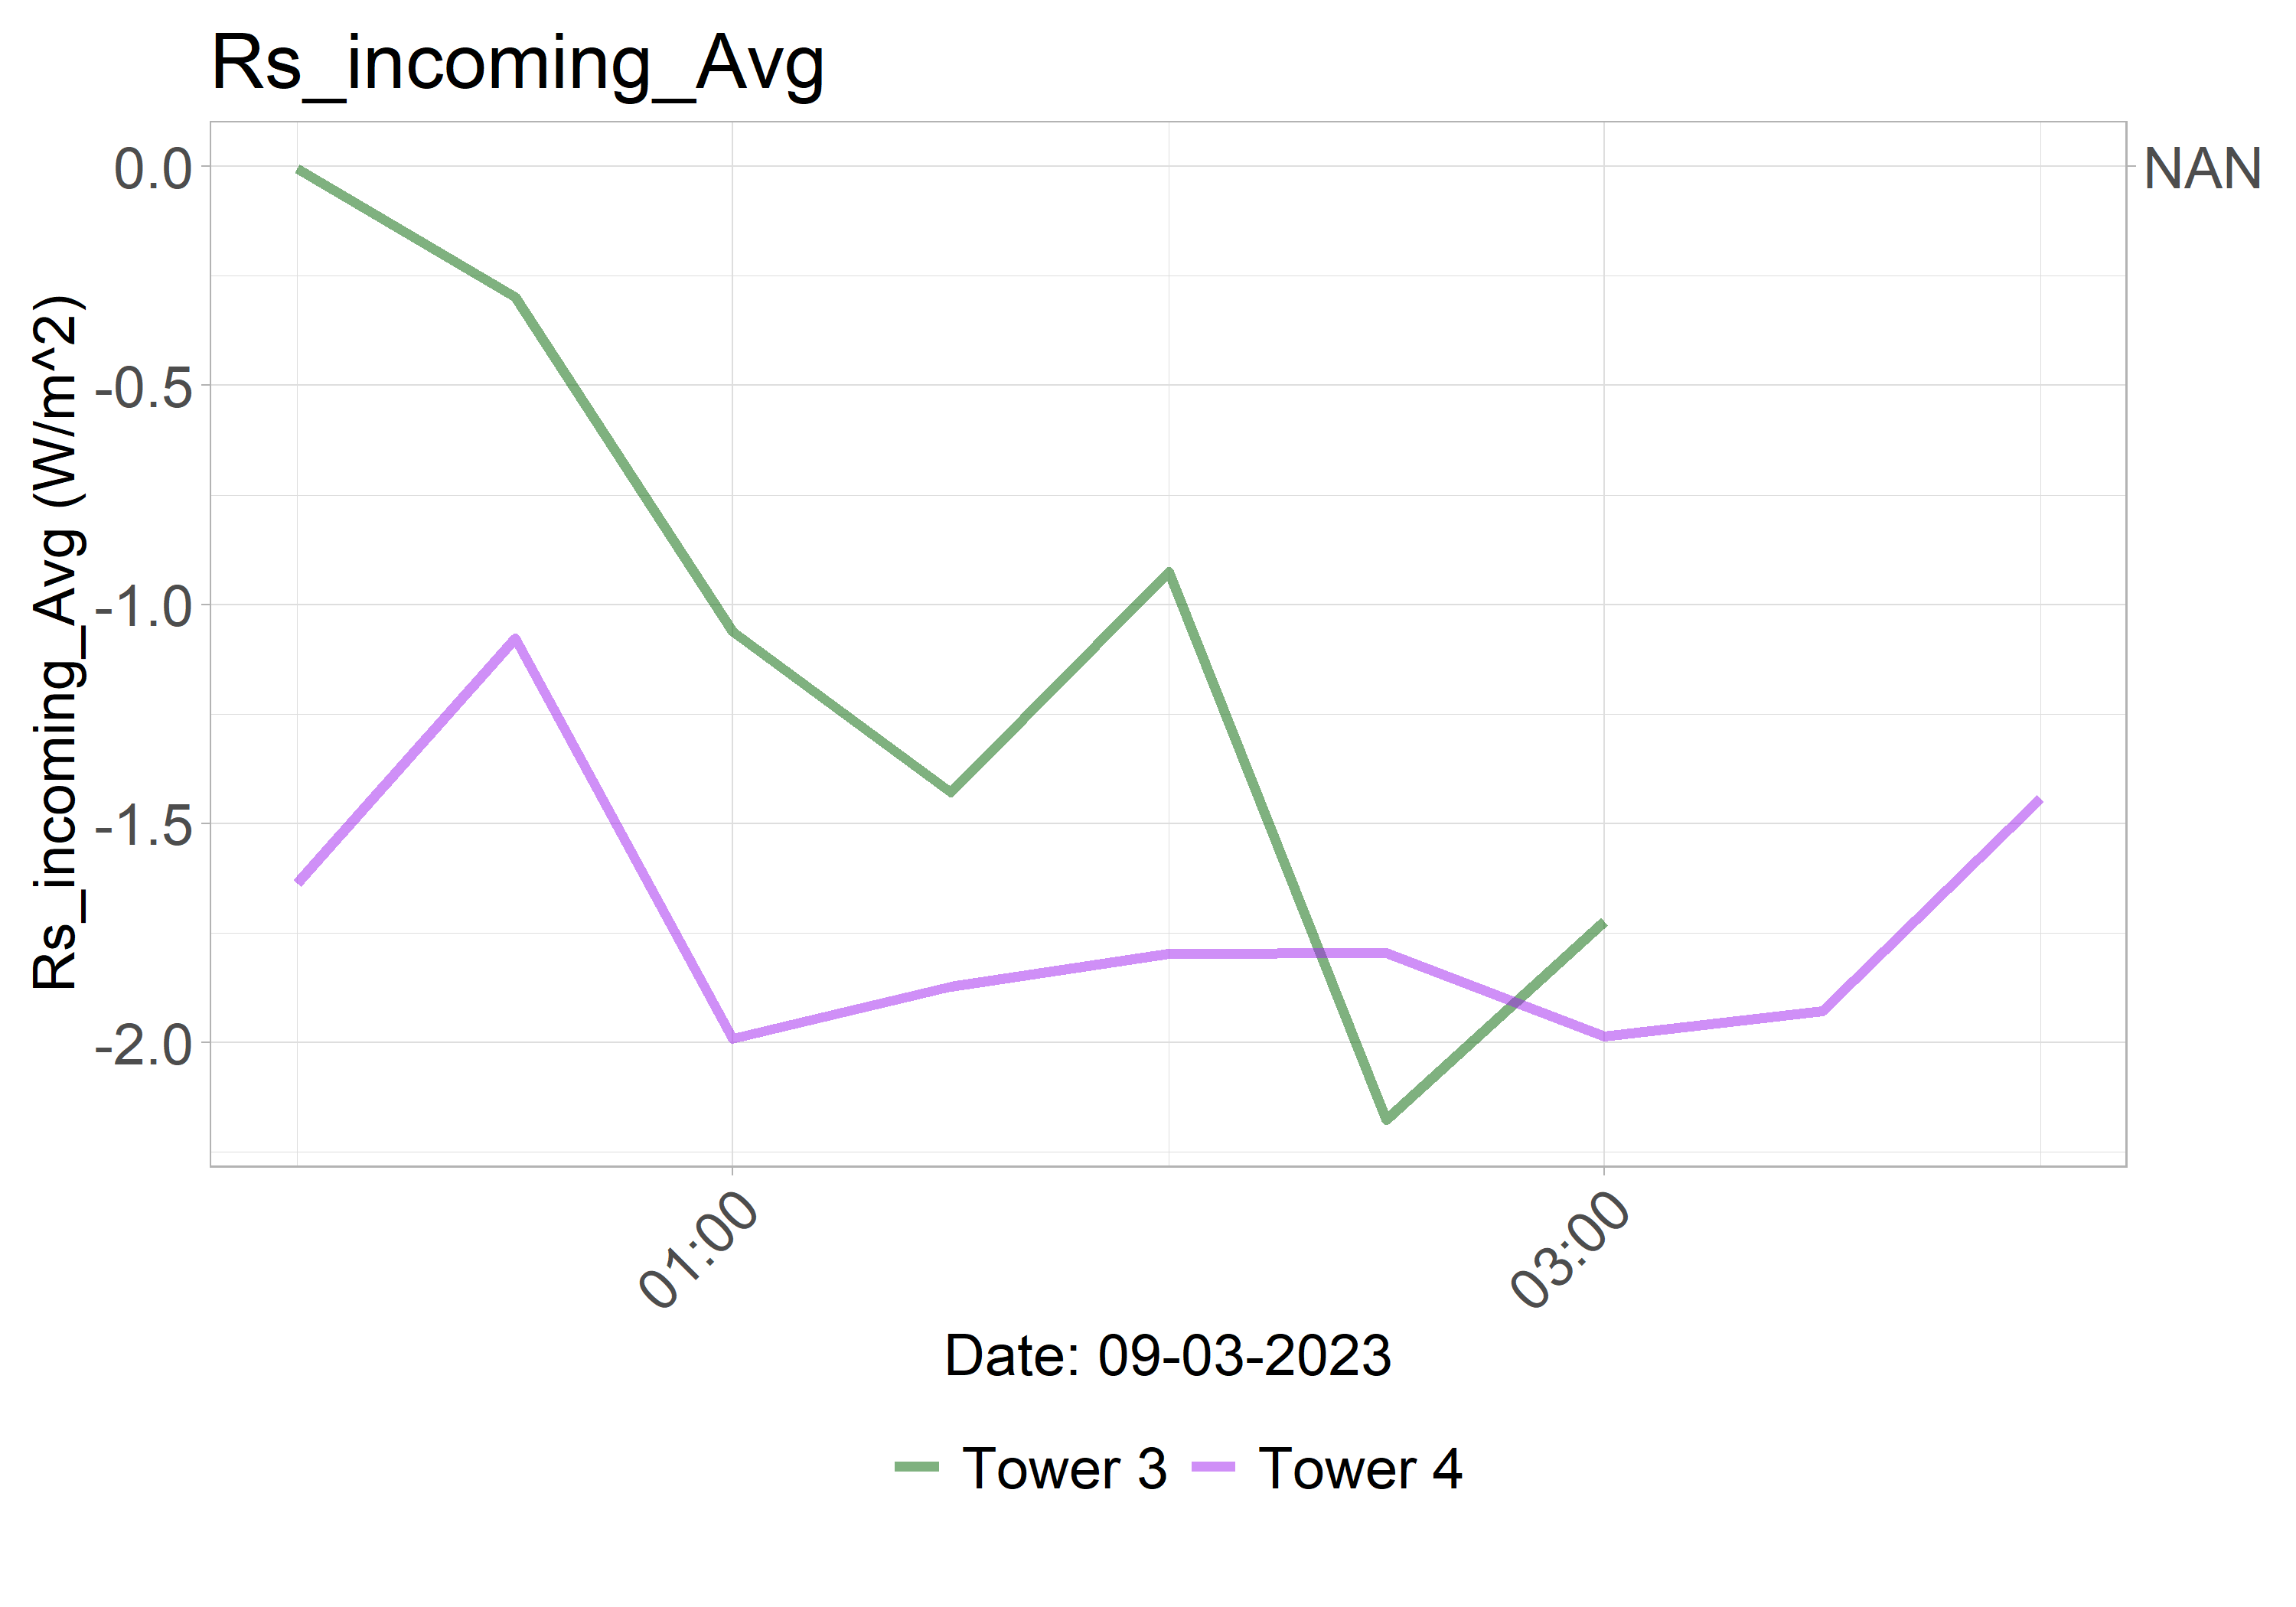 Rs_incoming_Avg
Rs_incoming_Avg (W/m^2)
0.0
-0.5
-1.0
-1.5
-2.0
NAN
01:00
03:00
Date: 09-03-2023
Tower 3 Tower 4